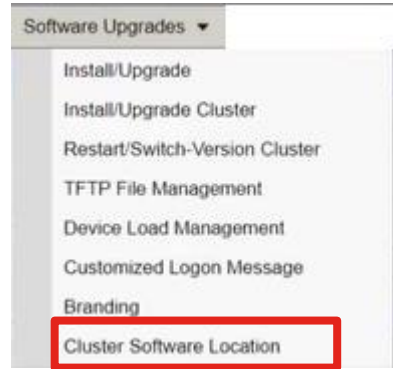 Software Upgrades
Install/Upgrade
Install/Upgrade Cluster
Restart/Switch-Version Cluster
TFTP File Management
Device Load Management
Customized Logon Message
Branding
Cluster Software Location